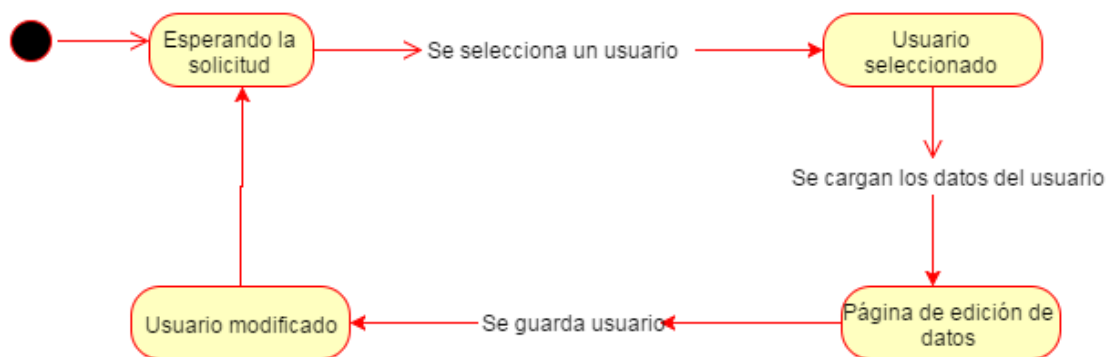 Esperando la
solicitud
Se selecciona un usuario
Usuario
seleccionado
Se cargan los datos del usuario
Página de edición de
datos
Se guarda usuario
Usuario modificado